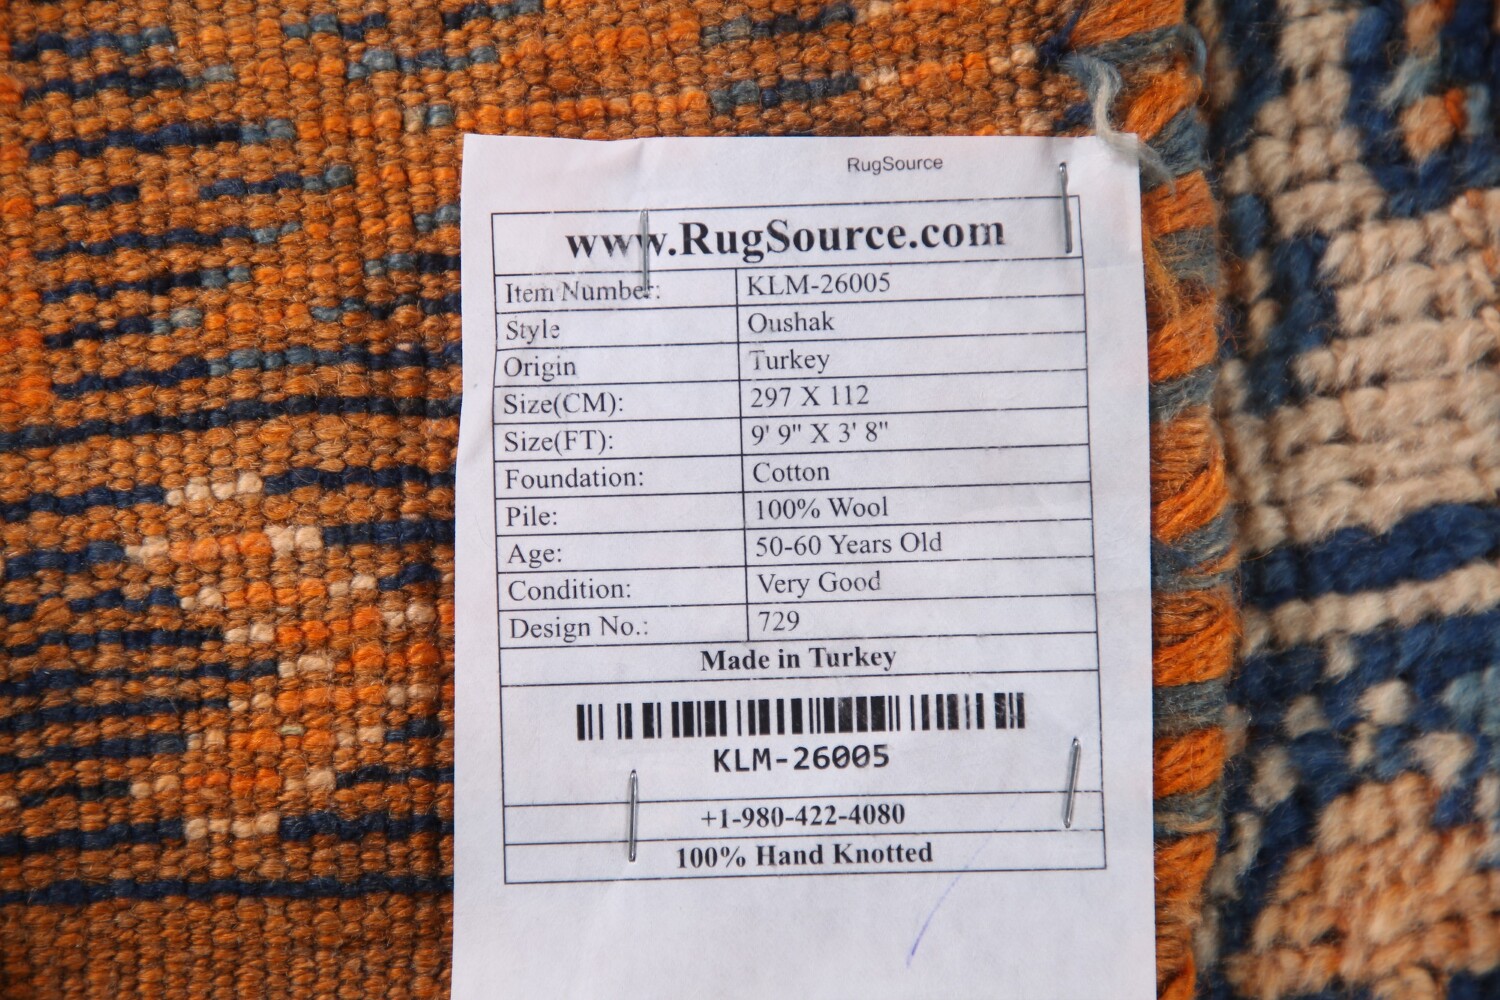 RugSource
www.RugSource.com
Item Number: KLM-26005
Style Oushak
Origin Turkey
Size(CM): 297 X 112
Size(FT): 9' 9" X 3' 8"
Foundation: Cotton
Pile: 100% Wool
Age: 50-60 Years Old
Condition: Very Good
Design No.: 729
Made in Turkey
KLM-26005
+1-980-422-4080
100% Hand Knotted